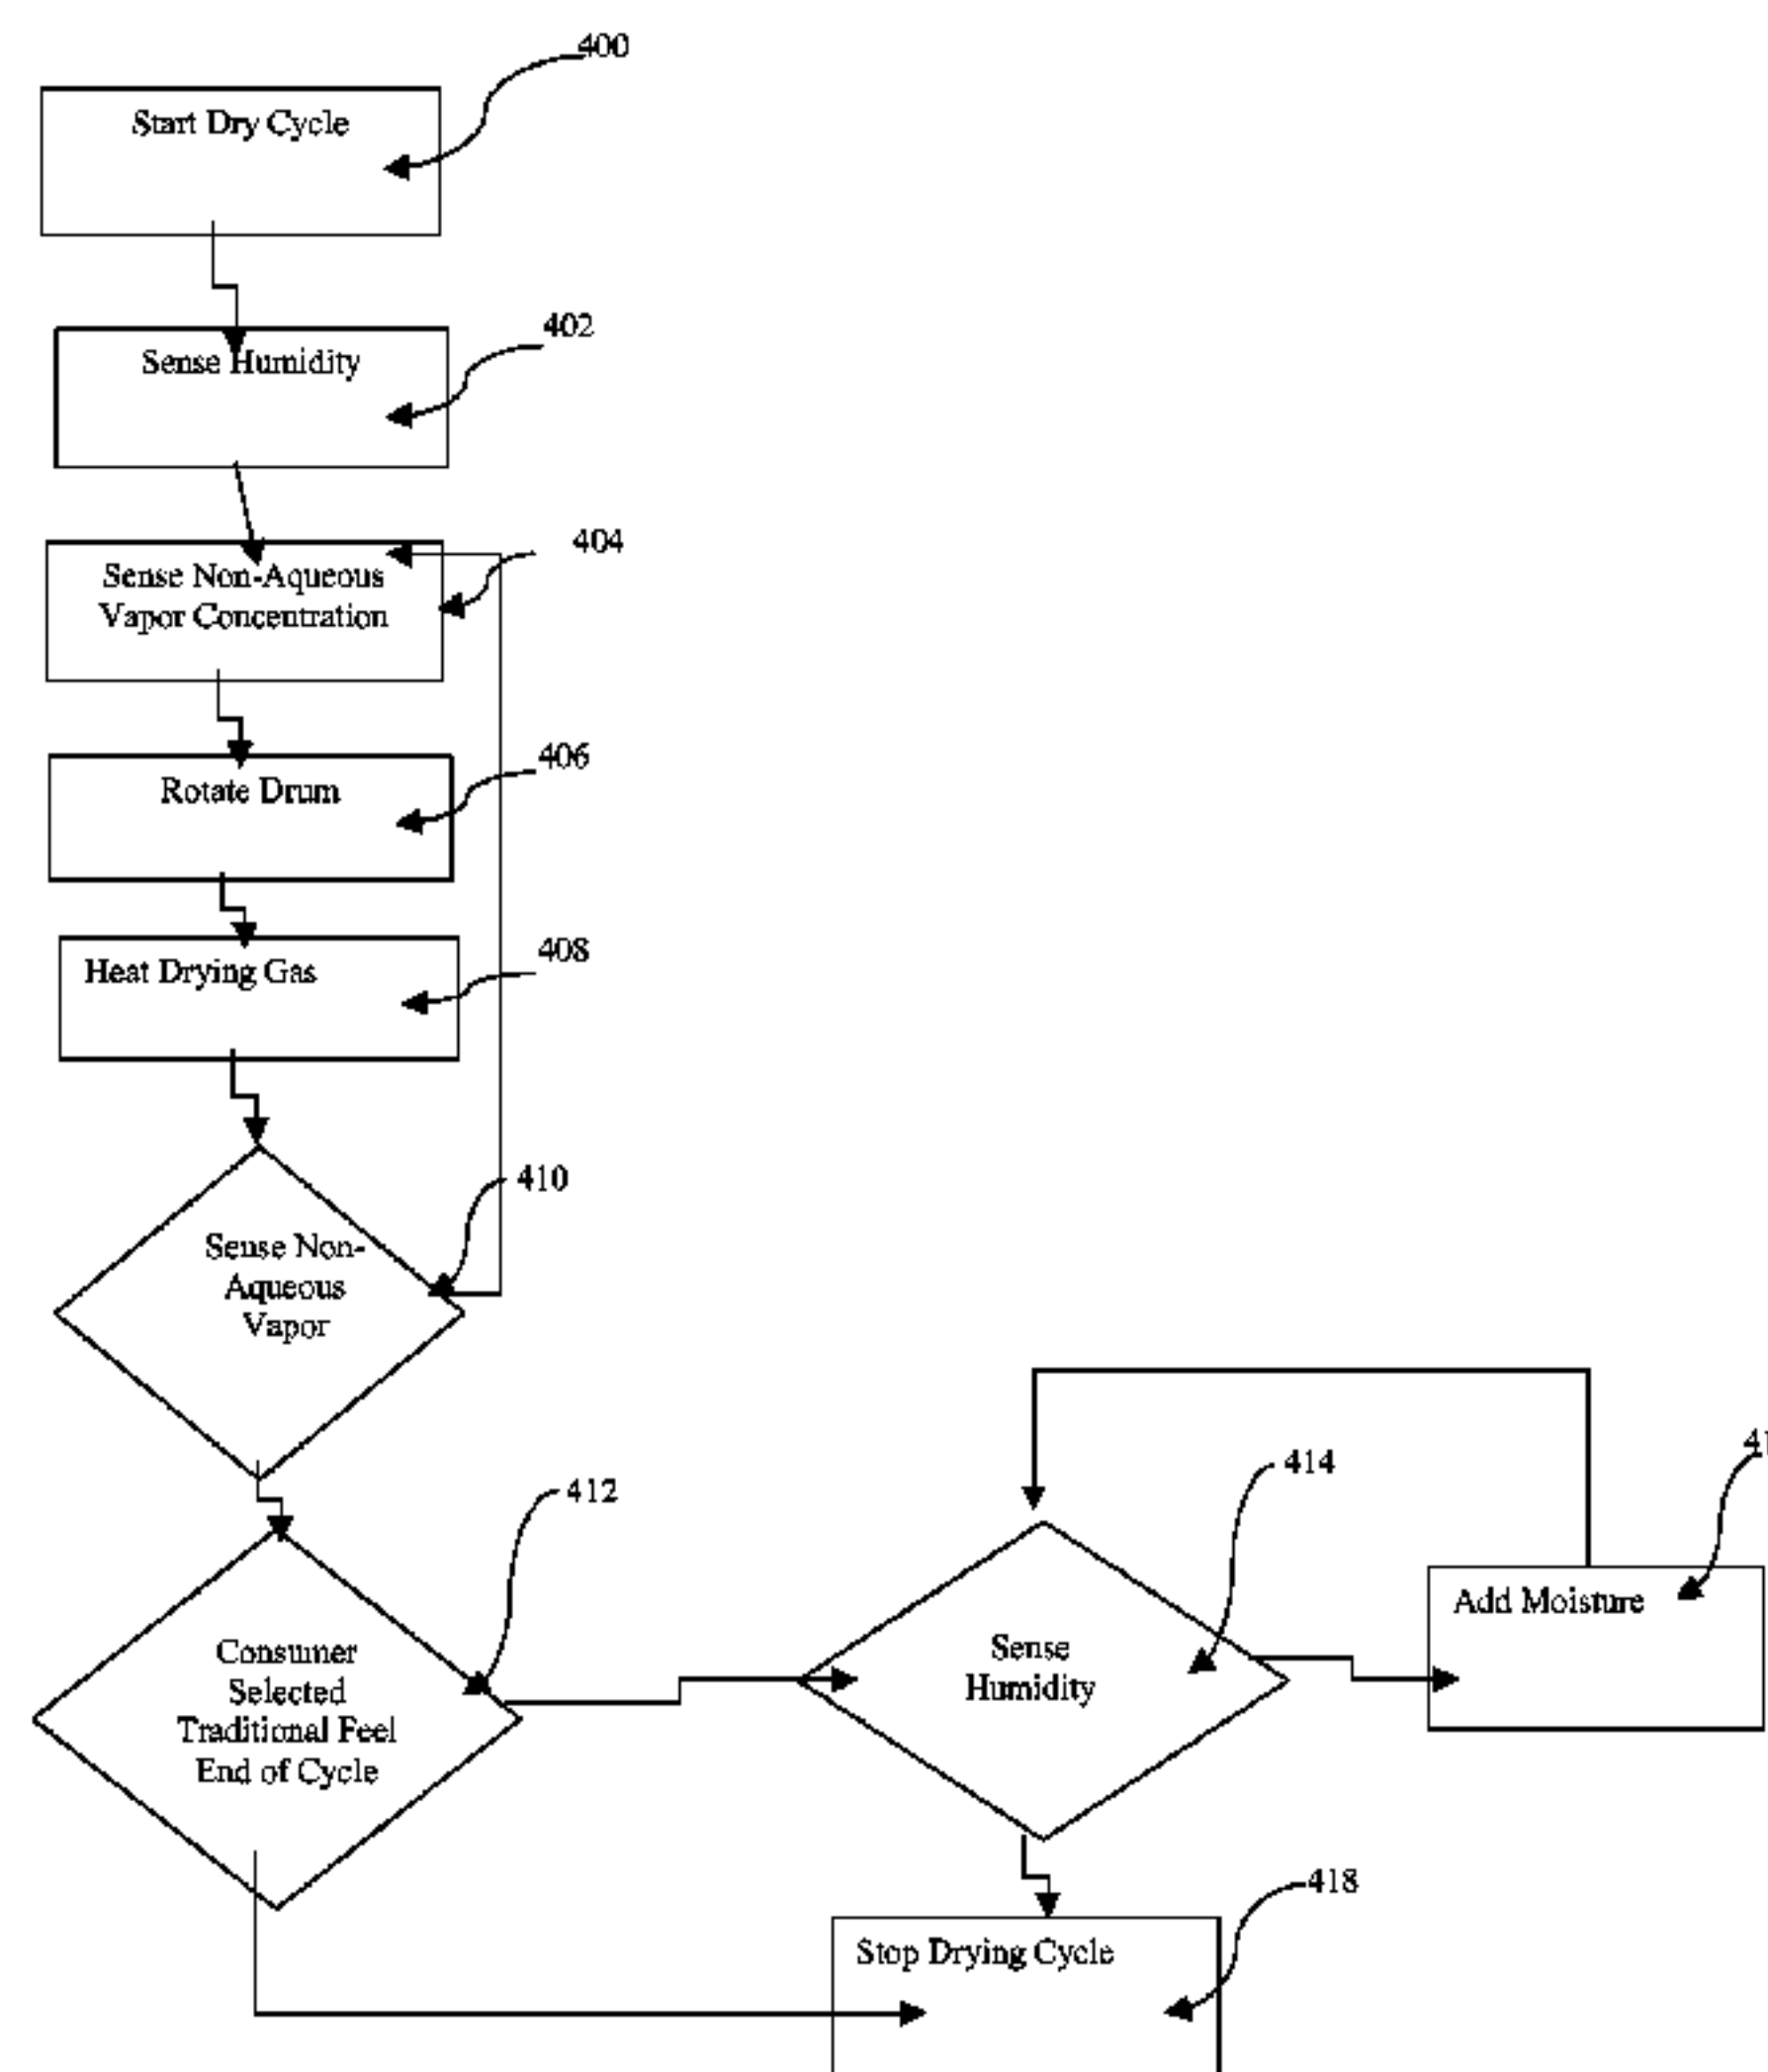 400
Start Dry Cycle
402
Sense Humidity
404
Sense Non-Aqueous
Vapor Concentration
406
Rotate Drum
408
Heat Drying Gas
410
Sense Non-
Aqueous
Vapor
412
Consumer
Selected
Traditional Feel
End of Cycle
414
Sense
Humidity
Add Moisture
418
Stop Drying Cycle